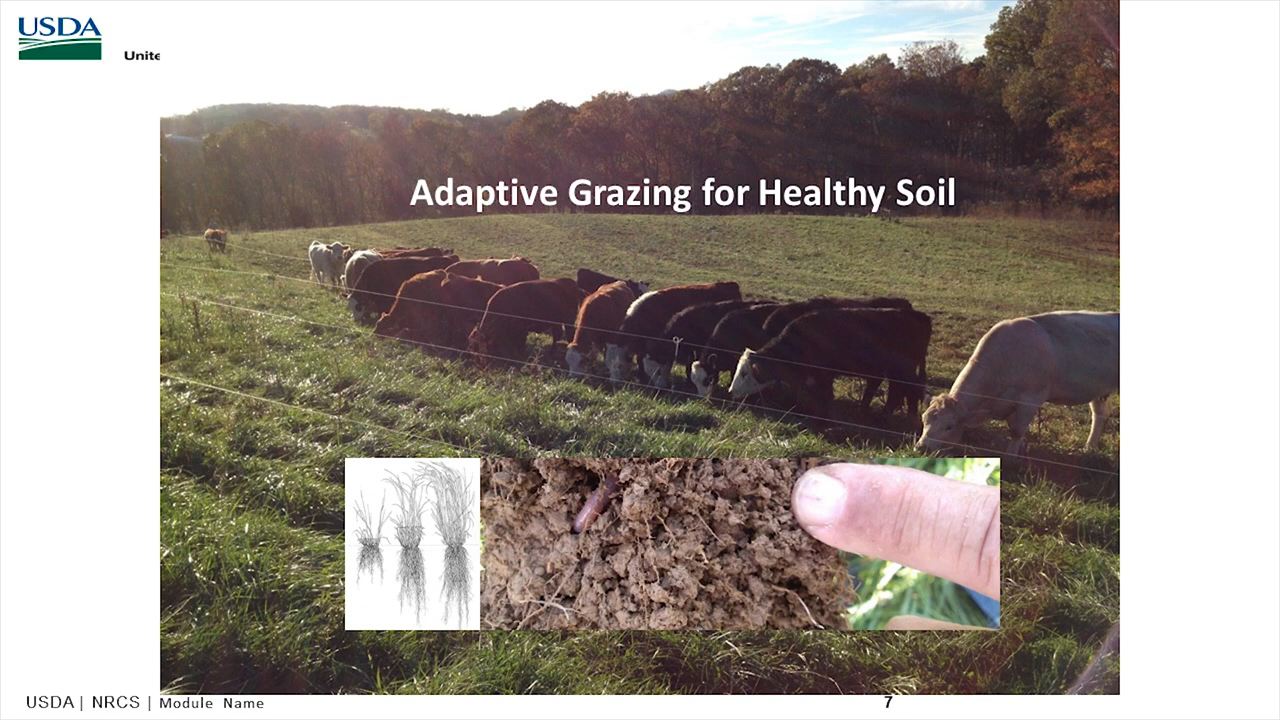 USDA
Unite
Adaptive Grazing for Healthy Soil
USDA | NRCS | Module Name
7